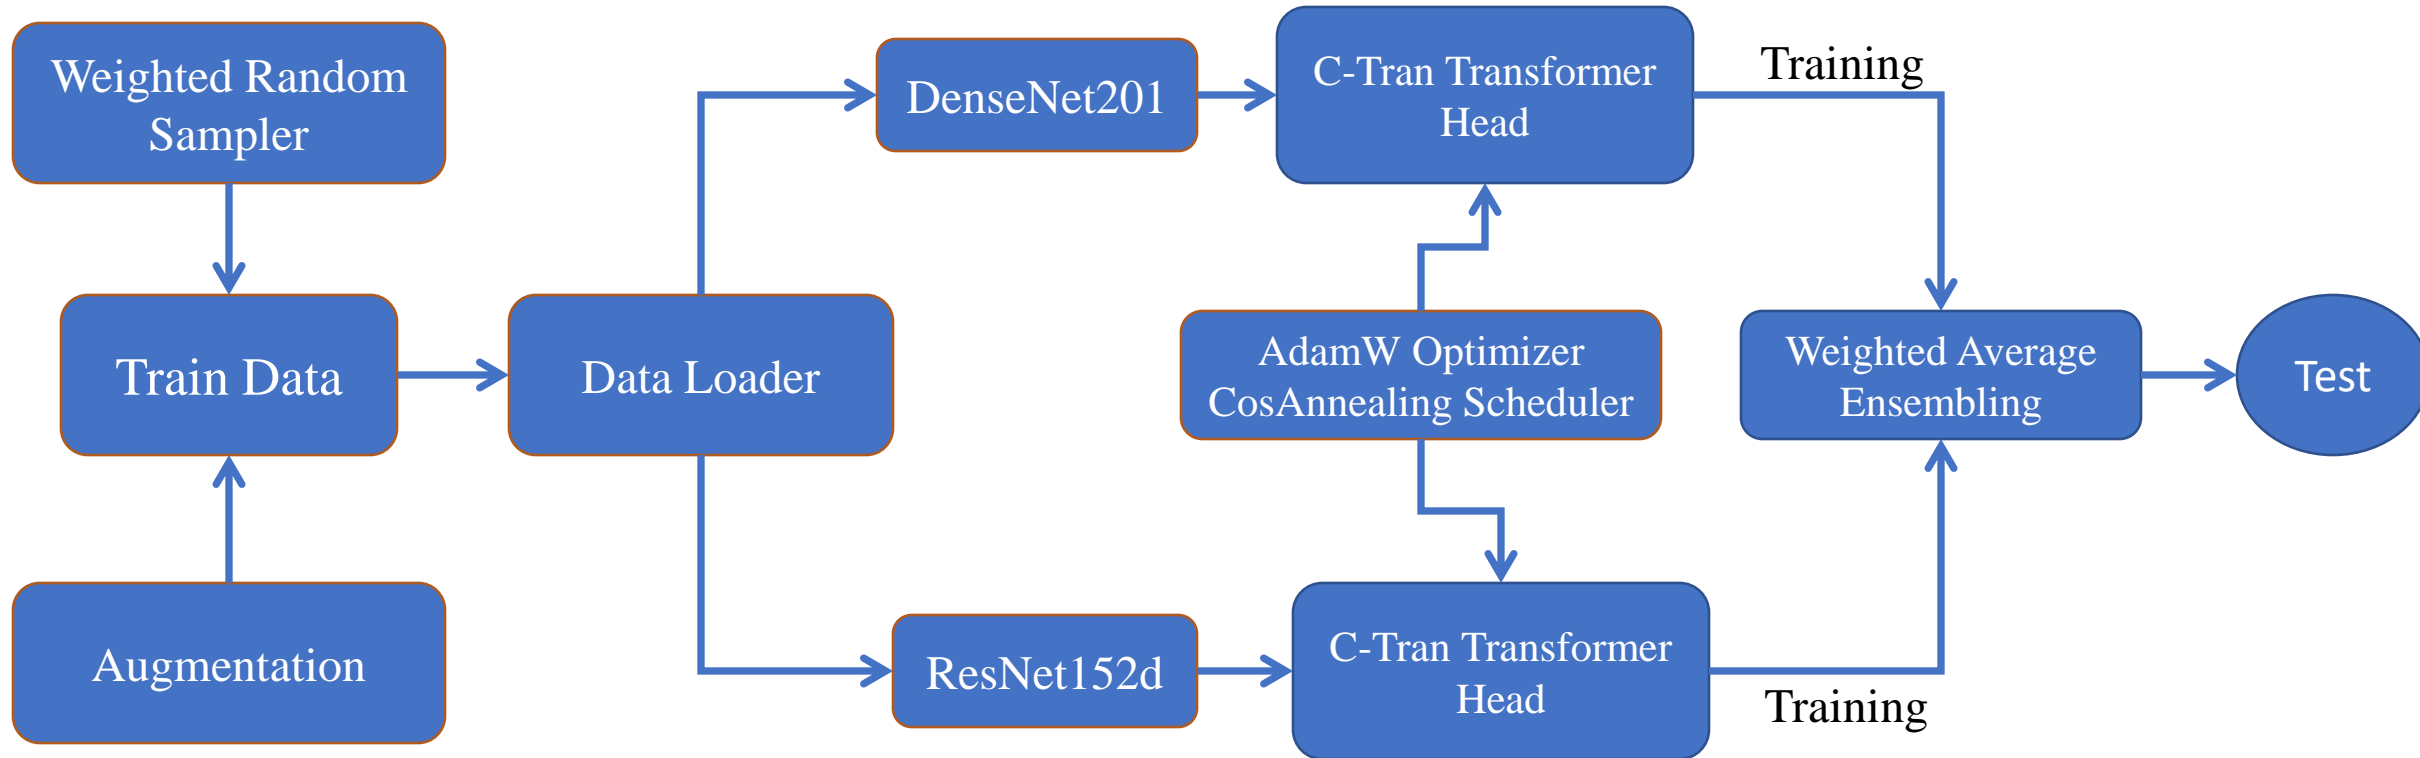 Weighted Random
Sampler
Train Data
Augmentation
Data Loader
DenseNet201
ResNet152d
C-Tran Transformer
Head
AdamW Optimizer
CosAnnealing Scheduler
C-Tran Transformer
Head
Training
Weighted Average
Ensembling
Training
Test